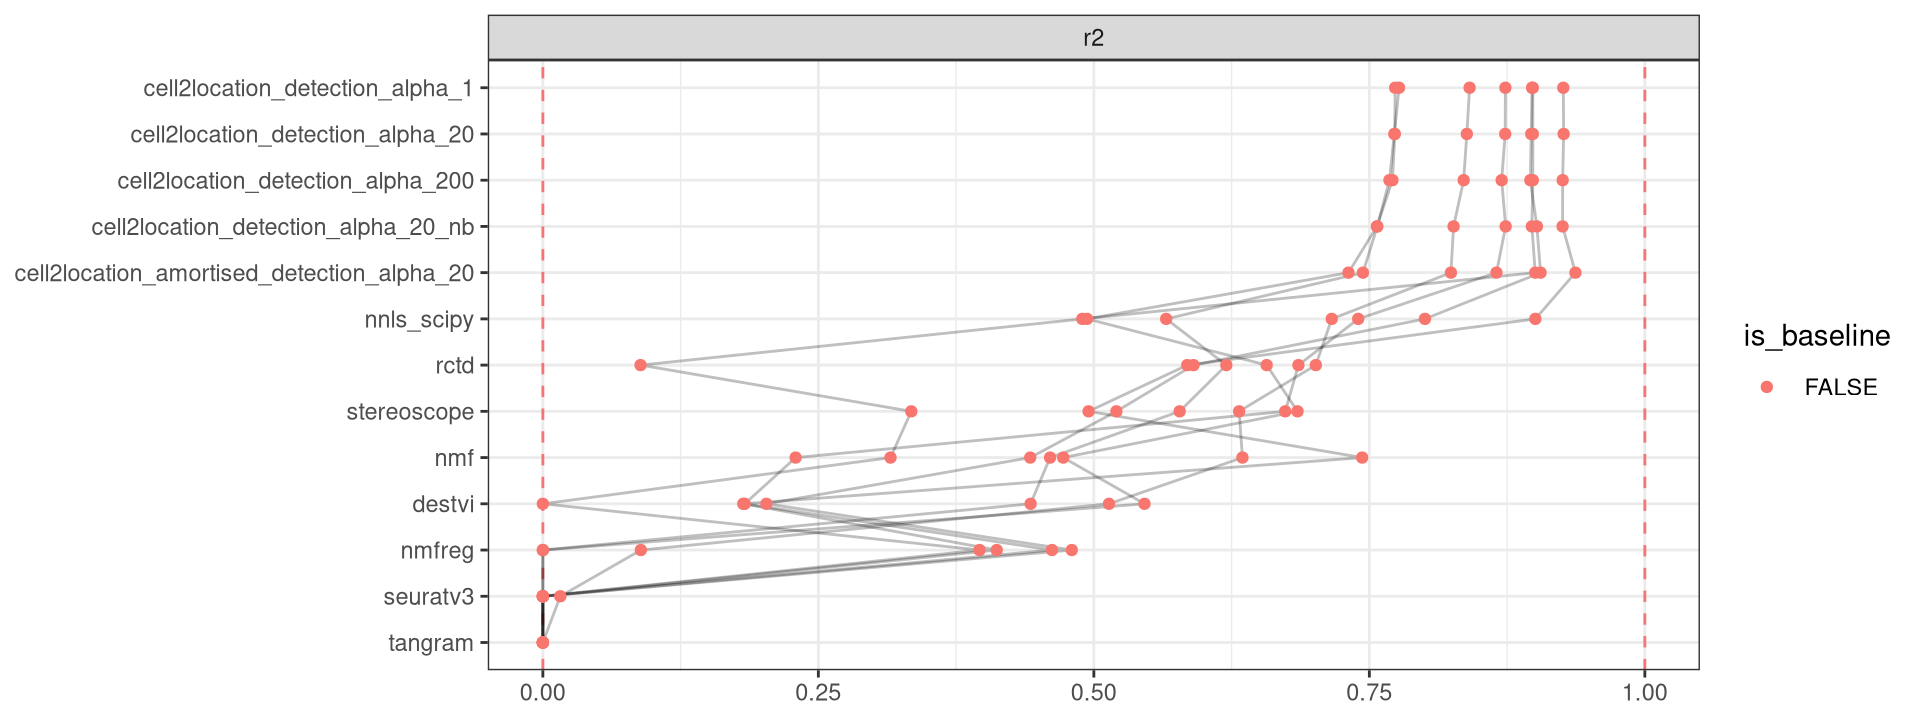 r2
cell2location_detection_alpha_1
cell2location_detection_alpha_20
cell2location_detection_alpha_200
cell2location_detection_alpha_20_nb
cell2location_amortised_detection_alpha_20
nnls_scipy
rctd
stereoscope
nmf
destvi
nmfreg
seuratv3
tangram
0.00 0.25 0.50 0.75 1.00
is_baseline
FALSE